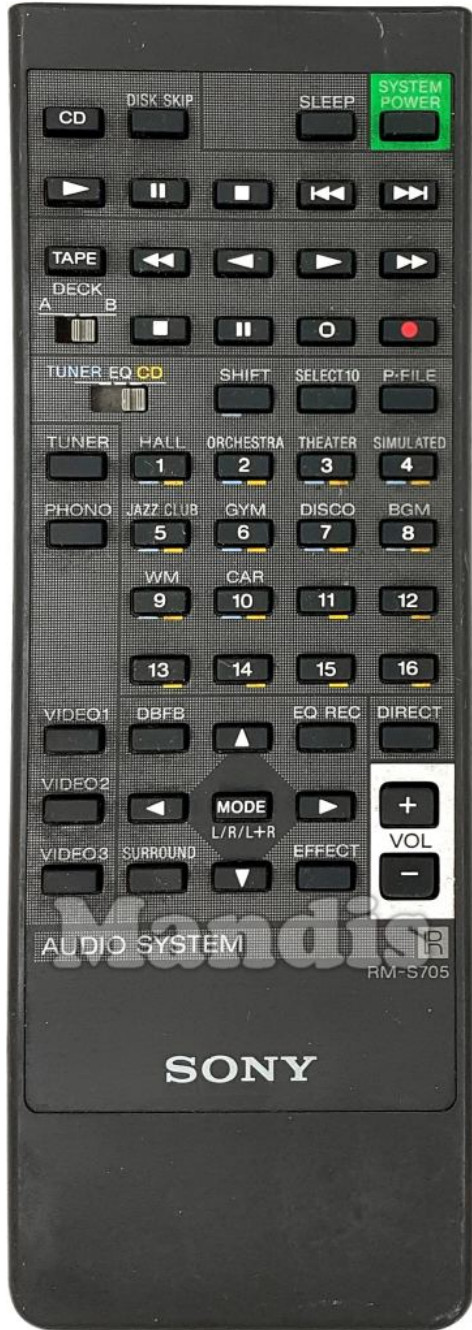 SYSTEM
DISK SKIP SLEEP POWER
CD
TAPE
DECK
A B
TUNER EQ CD SHIFT SELECT10 P·FILE
TUNER HALL ORCHESTRA THEATER SIMULATED
1 2 3 4
PHONO JAZZ CLUB GYM DISCO BGM
5 6 7 8
WM CAR
9 10 11 12
13 14 15 16
VIDEO1 DBFB EQ REC DIRECT
VIDEO2
MODE +
L/R/L+R VOL
VIDEO3 SURROUND EFFECT −
Mandis
AUDIO SYSTEM R
RM-S705
SONY